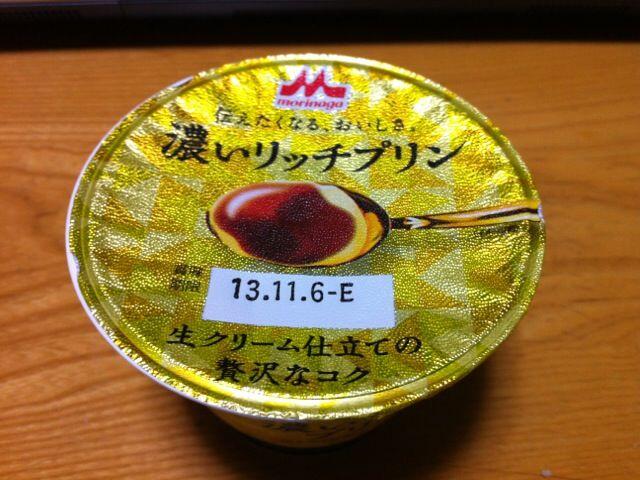 morinaga
伝えたくなる、おいしさ。
濃いリッチプリン
賞味
期限
13.11.6-E
生クリーム仕立ての
贅沢なコク